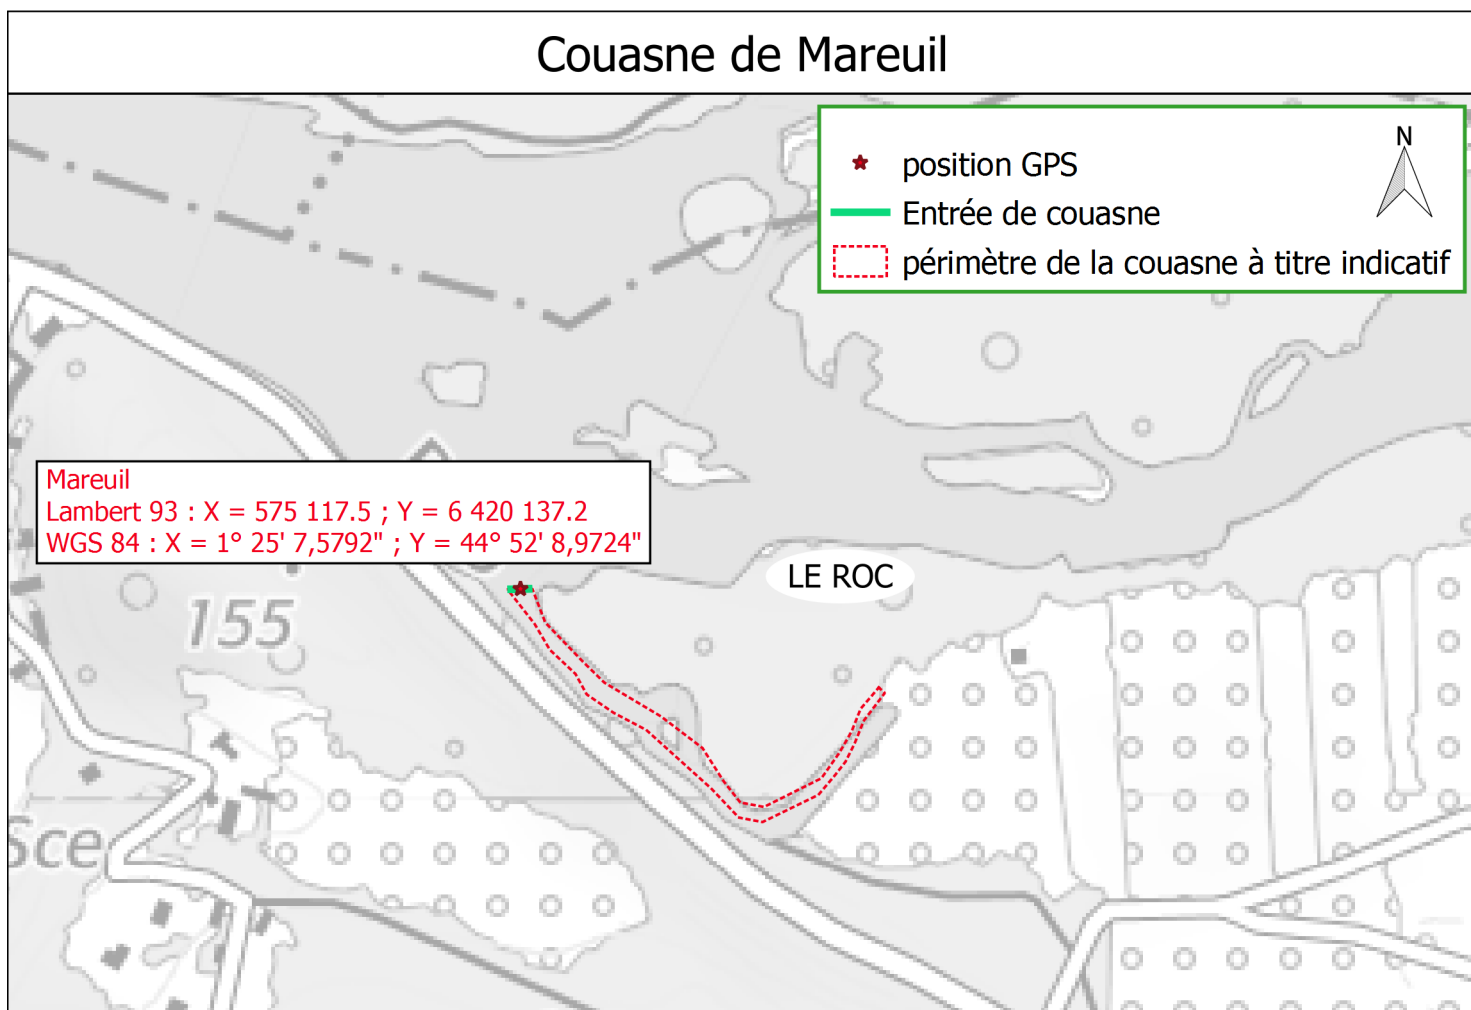 Couasne de Mareuil
N
position GPS
Entrée de couasne
périmètre de la couasne à titre indicatif
Mareuil
Lambert 93 : X = 575 117.5 ; Y = 6 420 137.2
WGS 84 : X = 1° 25' 7,5792" ; Y = 44° 52' 8,9724"
LE ROC
155
Sce